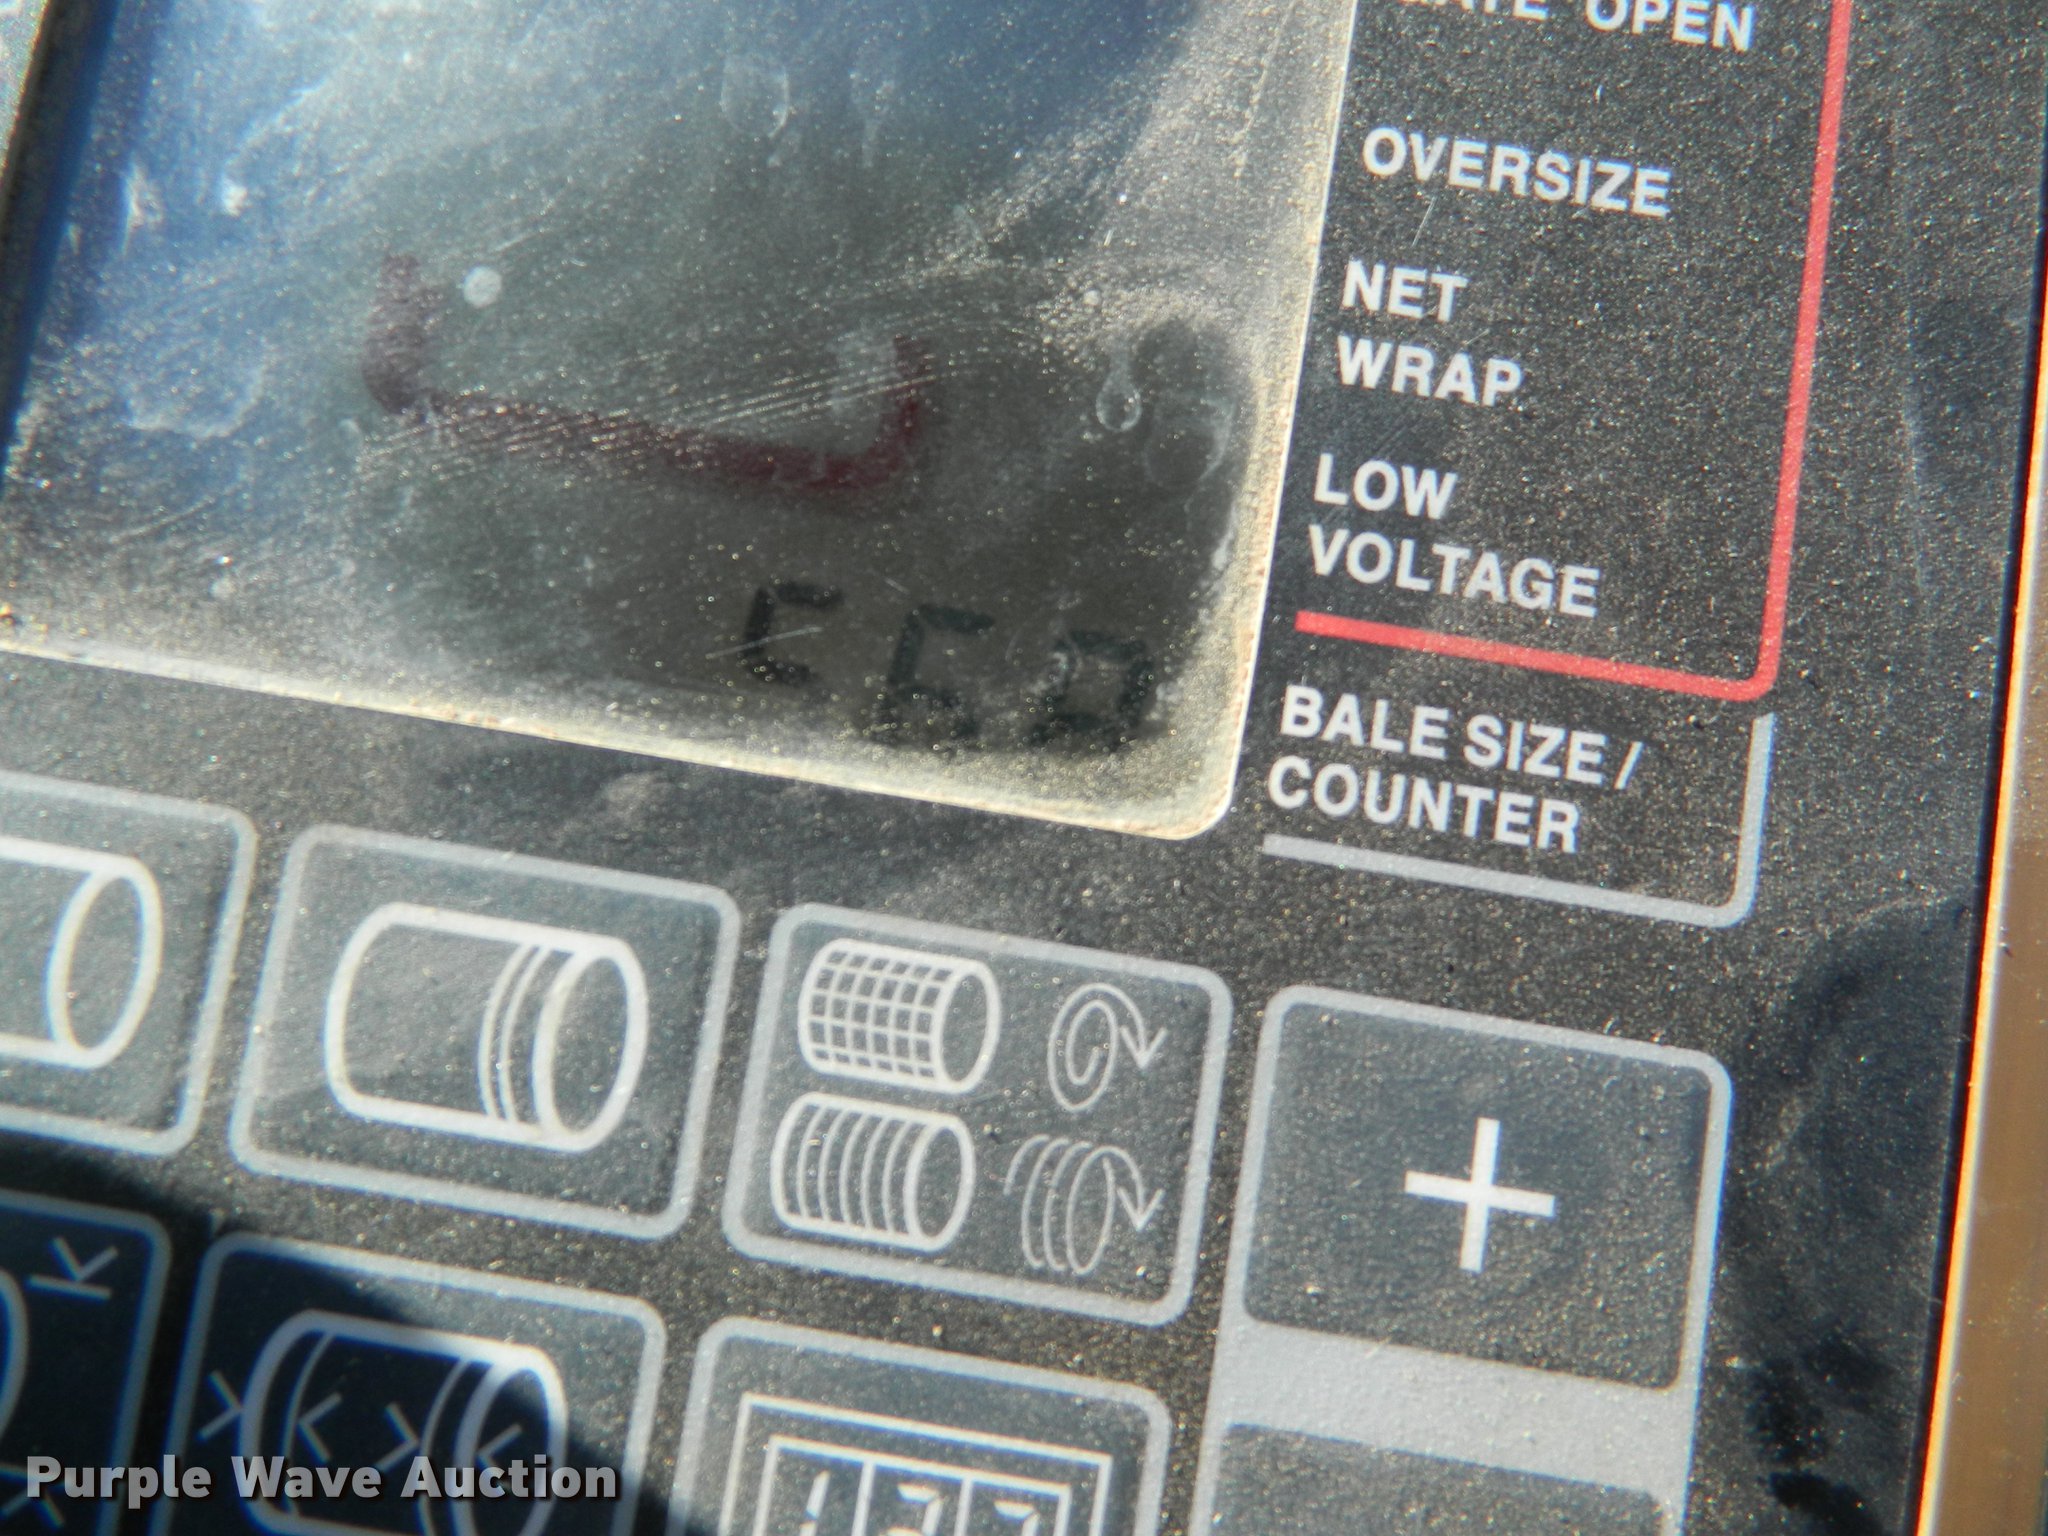 OPEN
OVERSIZE
NET
WRAP
LOW
VOLTAGE
BALE SIZE /
COUNTER
+
Purple Wave Auction